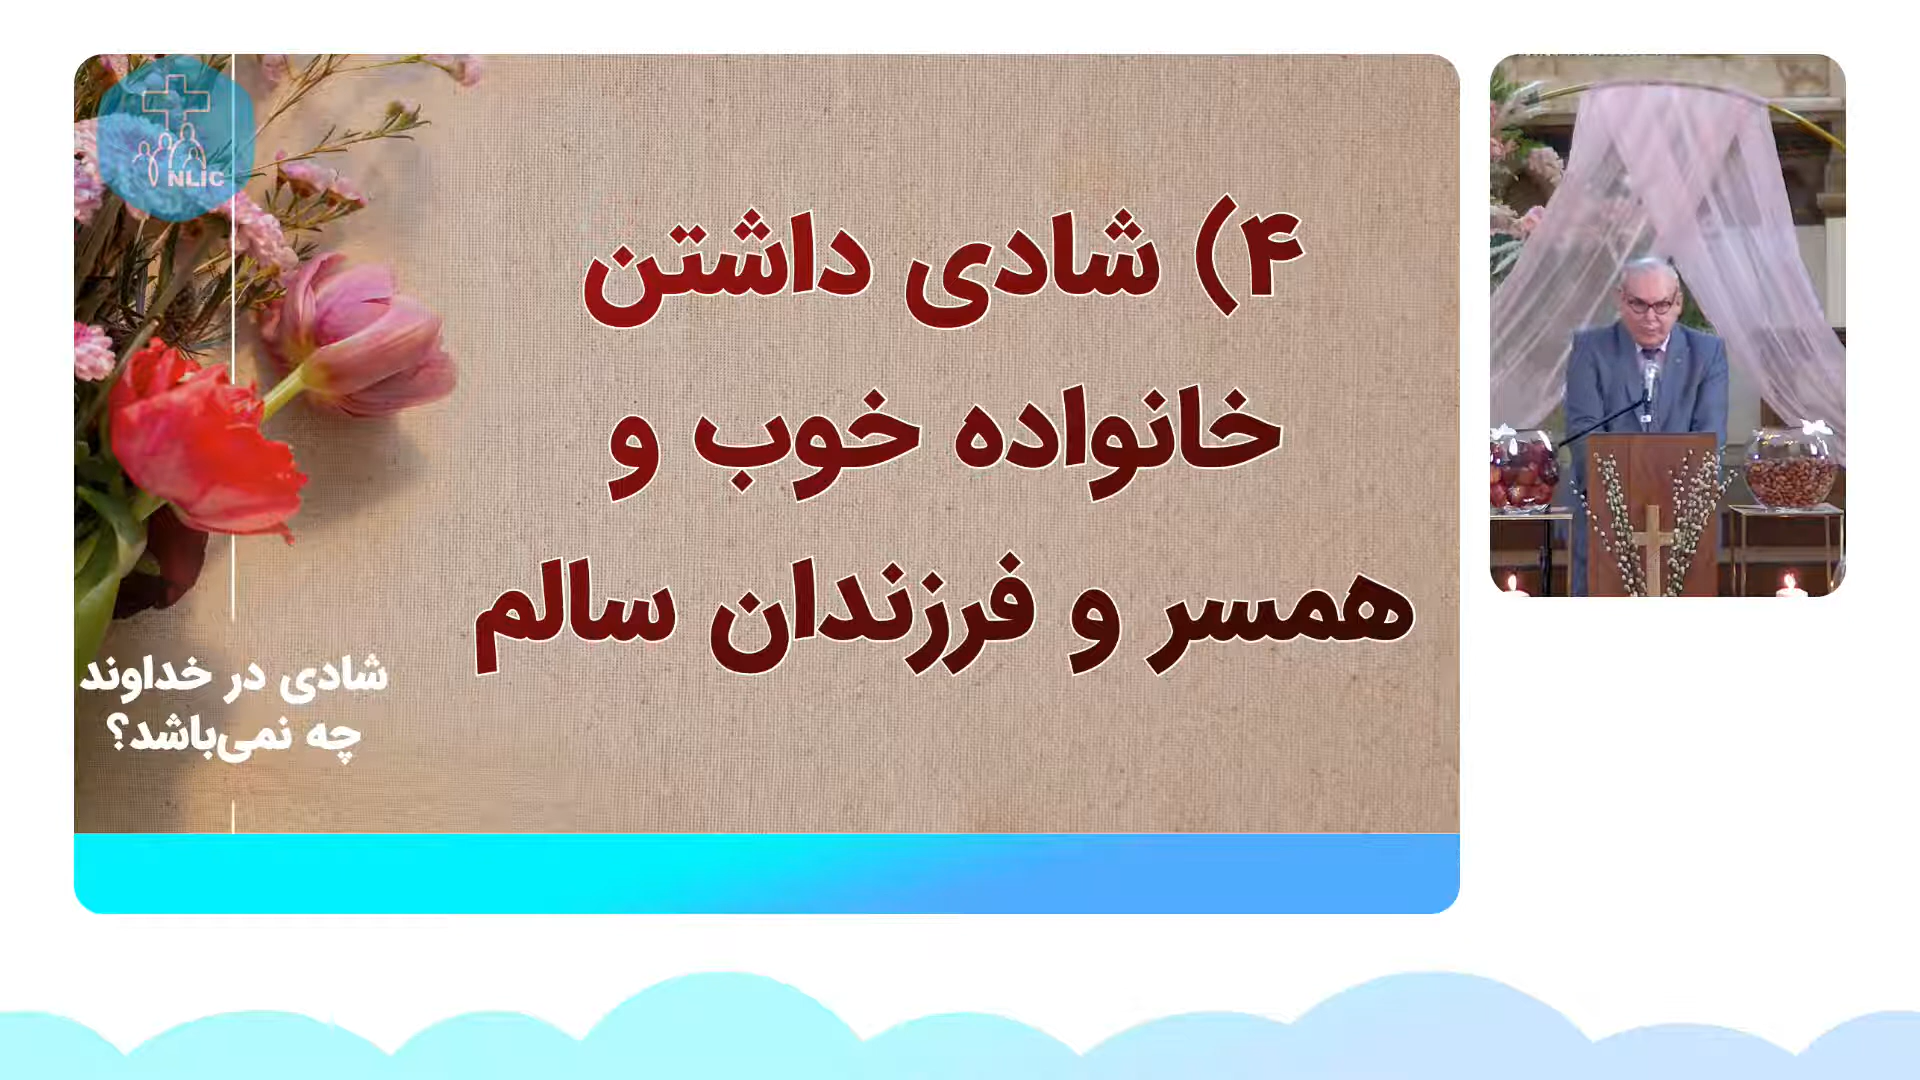 NLIC
۴) شادی داشتن
خانواده خوب و
همسر و فرزندان سالم
شادی در خداوند
چه نمی‌باشد؟